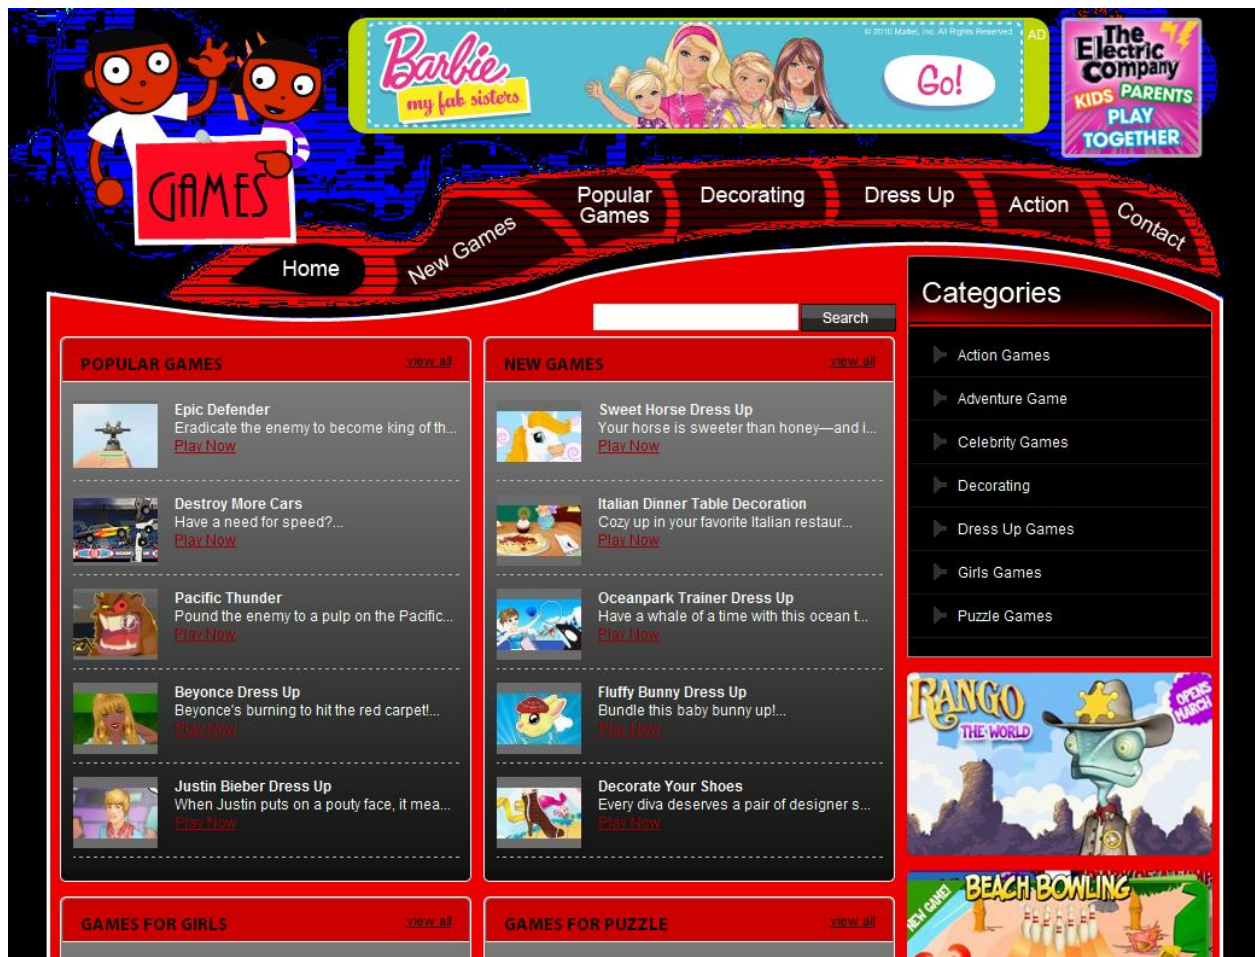 Barbie
my fab sisters
© 2010 Mattel, Inc. All Rights Reserved
AD
Go!
The
Electric
Company
KIDS PARENTS
PLAY
TOGETHER
GAMES
Home
New Games
Popular
Games
Decorating
Dress Up
Action
Contact
Search
Categories
Action Games
Adventure Game
Celebrity Games
Decorating
Dress Up Games
Girls Games
Puzzle Games
POPULAR GAMES
view all
Epic Defender
Eradicate the enemy to become king of th...
Play Now
Destroy More Cars
Have a need for speed?...
Play Now
Pacific Thunder
Pound the enemy to a pulp on the Pacific...
Play Now
Beyonce Dress Up
Beyonce's burning to hit the red carpet!...
Play Now
Justin Bieber Dress Up
When Justin puts on a pouty face, it mea...
Play Now
NEW GAMES
view all
Sweet Horse Dress Up
Your horse is sweeter than honey—and i...
Play Now
Italian Dinner Table Decoration
Cozy up in your favorite Italian restaur...
Play Now
Oceanpark Trainer Dress Up
Have a whale of a time with this ocean t...
Play Now
Fluffy Bunny Dress Up
Bundle this baby bunny up!...
Play Now
Decorate Your Shoes
Every diva deserves a pair of designer s...
Play Now
RANGO
THE WORLD
OPENS
MARCH
NEW GAME!
BEACH BOWLING
GAMES FOR GIRLS
view all
GAMES FOR PUZZLE
view all